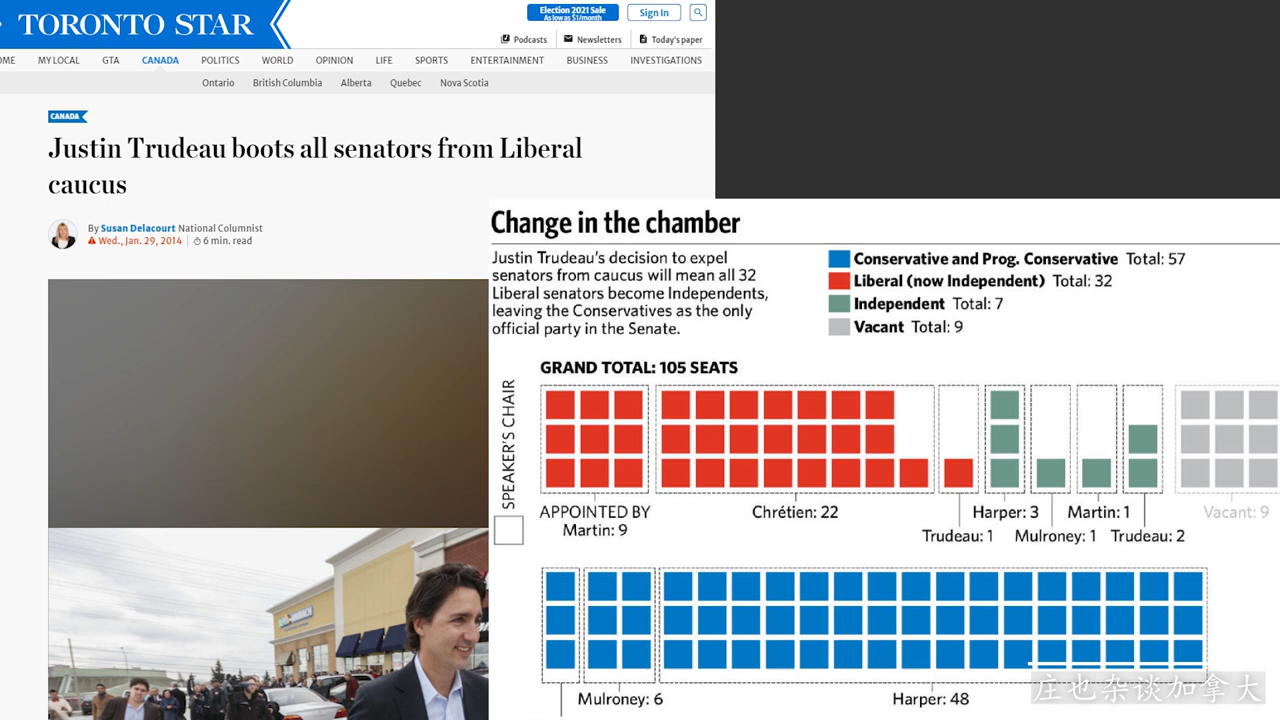 TORONTO STAR
Election 2021 Sale
As low as $1/month
Sign In
Podcasts
Newsletters
Today's paper
OME MY LOCAL GTA CANADA POLITICS WORLD OPINION LIFE SPORTS ENTERTAINMENT BUSINESS INVESTIGATIONS
Ontario British Columbia Alberta Quebec Nova Scotia
CANADA
Justin Trudeau boots all senators from Liberal
caucus
By Susan Delacourt National Columnist
Wed., Jan. 29, 2014 6 min. read
Change in the chamber
Justin Trudeau's decision to expel
senators from caucus will mean all 32
Liberal senators become Independents,
leaving the Conservatives as the only
official party in the Senate.
Conservative and Prog. Conservative Total: 57
Liberal (now Independent) Total: 32
Independent Total: 7
Vacant Total: 9
GRAND TOTAL: 105 SEATS
SPEAKER'S CHAIR
APPOINTED BY
Martin: 9
Chrétien: 22
Trudeau: 1
Harper: 3
Mulroney: 1
Martin: 1
Trudeau: 2
Vacant: 9
Mulroney: 6
Harper: 48
庄也杂谈加拿大